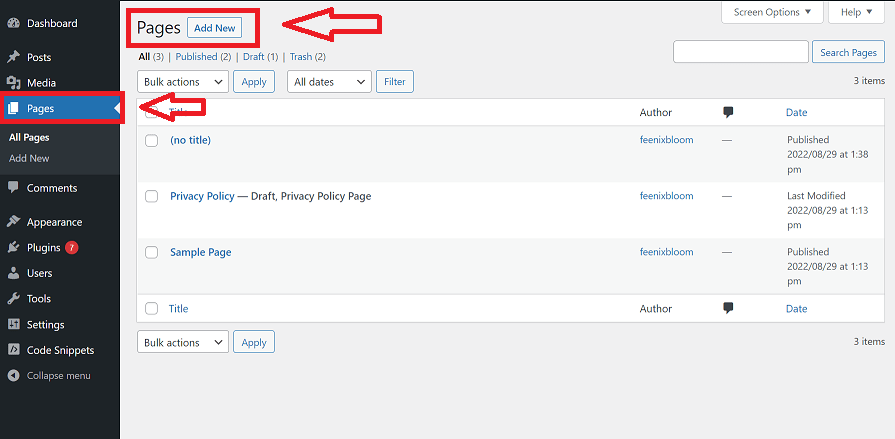 Dashboard
Posts
Media
Pages
All Pages
Add New
Comments
Appearance
Plugins 7
Users
Tools
Settings
Code Snippets
Collapse menu
Screen Options ▼ Help ▼
Pages Add New
All (3) | Published (2) | Draft (1) | Trash (2)
Search Pages
Bulk actions Apply All dates Filter
3 items
Title Author Date
(no title) feenixbloom — Published
2022/08/29 at 1:38
pm
Privacy Policy — Draft, Privacy Policy Page feenixbloom — Last Modified
2022/08/29 at 1:13
pm
Sample Page feenixbloom — Published
2022/08/29 at 1:13
pm
Title Author Date
Bulk actions Apply
3 items